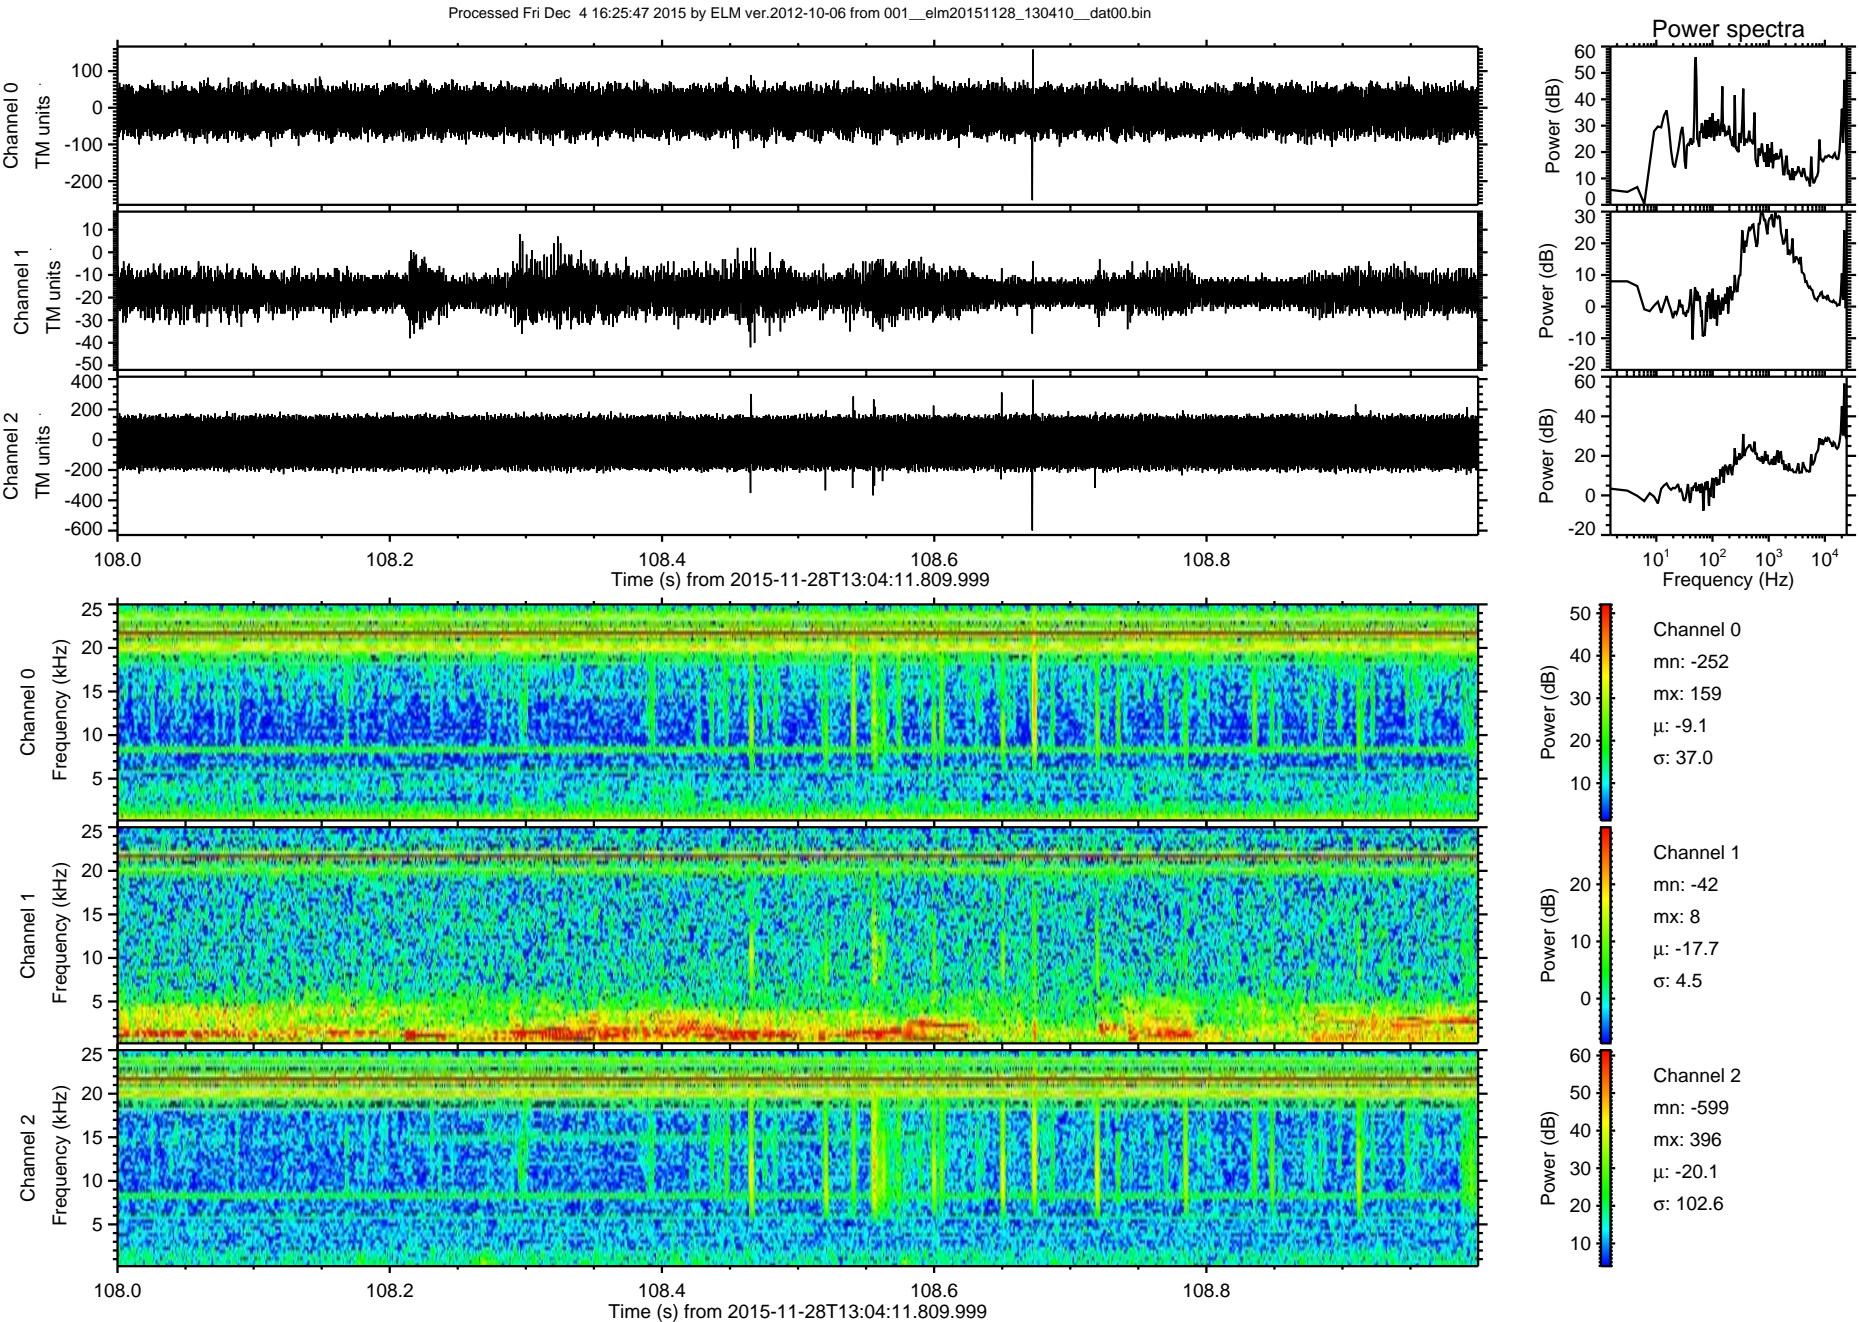 Processed Fri Dec  4 16:25:47 2015 by ELM ver.2012-10-06 from 001__elm20151128_130410__dat00.bin
Power spectra
Channel 0
TM units
100
0
-100
-200
Power (dB)
60
50
40
30
20
10
0
Channel 1
TM units
10
0
-10
-20
-30
-40
-50
Power (dB)
30
20
10
0
-10
-20
Channel 2
TM units
400
200
0
-200
-400
-600
Power (dB)
60
40
20
0
-20
108.0 108.2 108.4 108.6 108.8
Time (s) from 2015-11-28T13:04:11.809.999
10¹ 10² 10³ 10⁴
Frequency (Hz)
Channel 0
Frequency (kHz)
25
20
15
10
5
Power (dB)
50
40
30
20
10
Channel 0
mn: -252
mx: 159
μ: -9.1
σ: 37.0
Channel 1
Frequency (kHz)
25
20
15
10
5
Power (dB)
20
10
0
Channel 1
mn: -42
mx: 8
μ: -17.7
σ: 4.5
Channel 2
Frequency (kHz)
25
20
15
10
5
Power (dB)
60
50
40
30
20
10
Channel 2
mn: -599
mx: 396
μ: -20.1
σ: 102.6
108.0 108.2 108.4 108.6 108.8
Time (s) from 2015-11-28T13:04:11.809.999